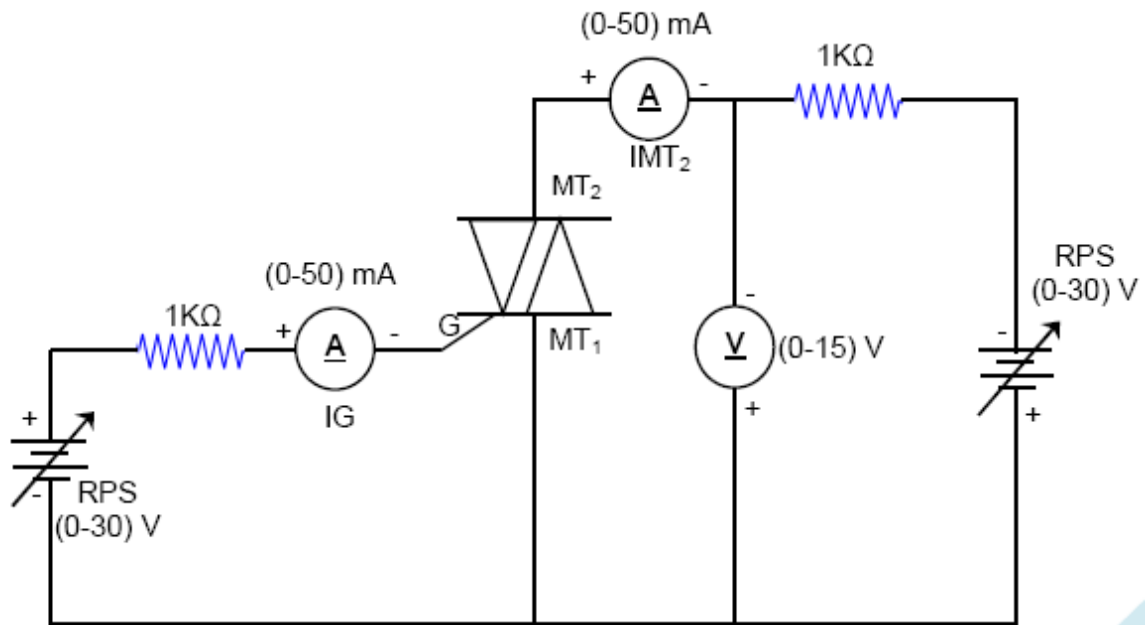 (0-50) mA
1KΩ
+ A -
IMT₂
MT₂
(0-50) mA
1KΩ
+ A -
G
MT₁
IG
-
V (0-15) V
+
RPS
(0-30) V
-
+
+
-
RPS
(0-30) V